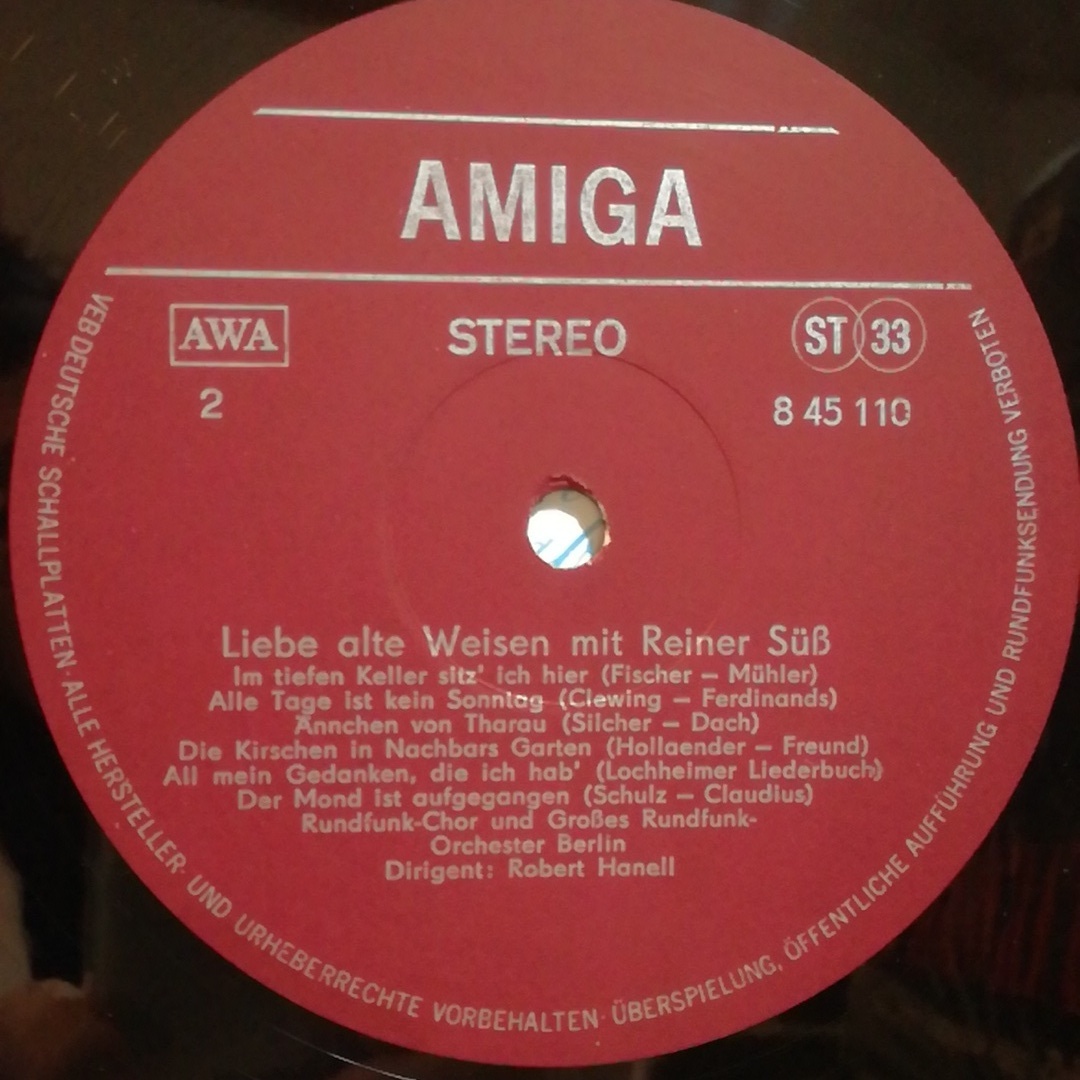 AMIGA
AWA
STEREO
ST 33
2
8 45 110
Liebe alte Weisen mit Reiner Süß
Im tiefen Keller sitz' ich hier (Fischer – Mühler)
Alle Tage ist kein Sonntag (Clewing – Ferdinands)
Ännchen von Tharau (Silcher – Dach)
Die Kirschen in Nachbars Garten (Hollaender – Freund)
All mein Gedanken, die ich hab' (Lochheimer Liederbuch)
Der Mond ist aufgegangen (Schulz – Claudius)
Rundfunk-Chor und Großes Rundfunk-
Orchester Berlin
Dirigent: Robert Hanell
VEB DEUTSCHE SCHALLPLATTEN · ALLE HERSTELLER- UND URHEBERRECHTE VORBEHALTEN · ÜBERSPIELUNG, ÖFFENTLICHE AUFFÜHRUNG UND RUNDFUNKSENDUNG VERBOTEN